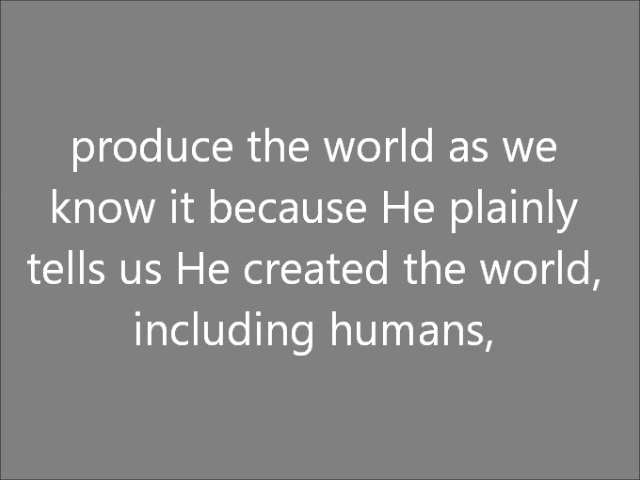 produce the world as we
know it because He plainly
tells us He created the world,
including humans,